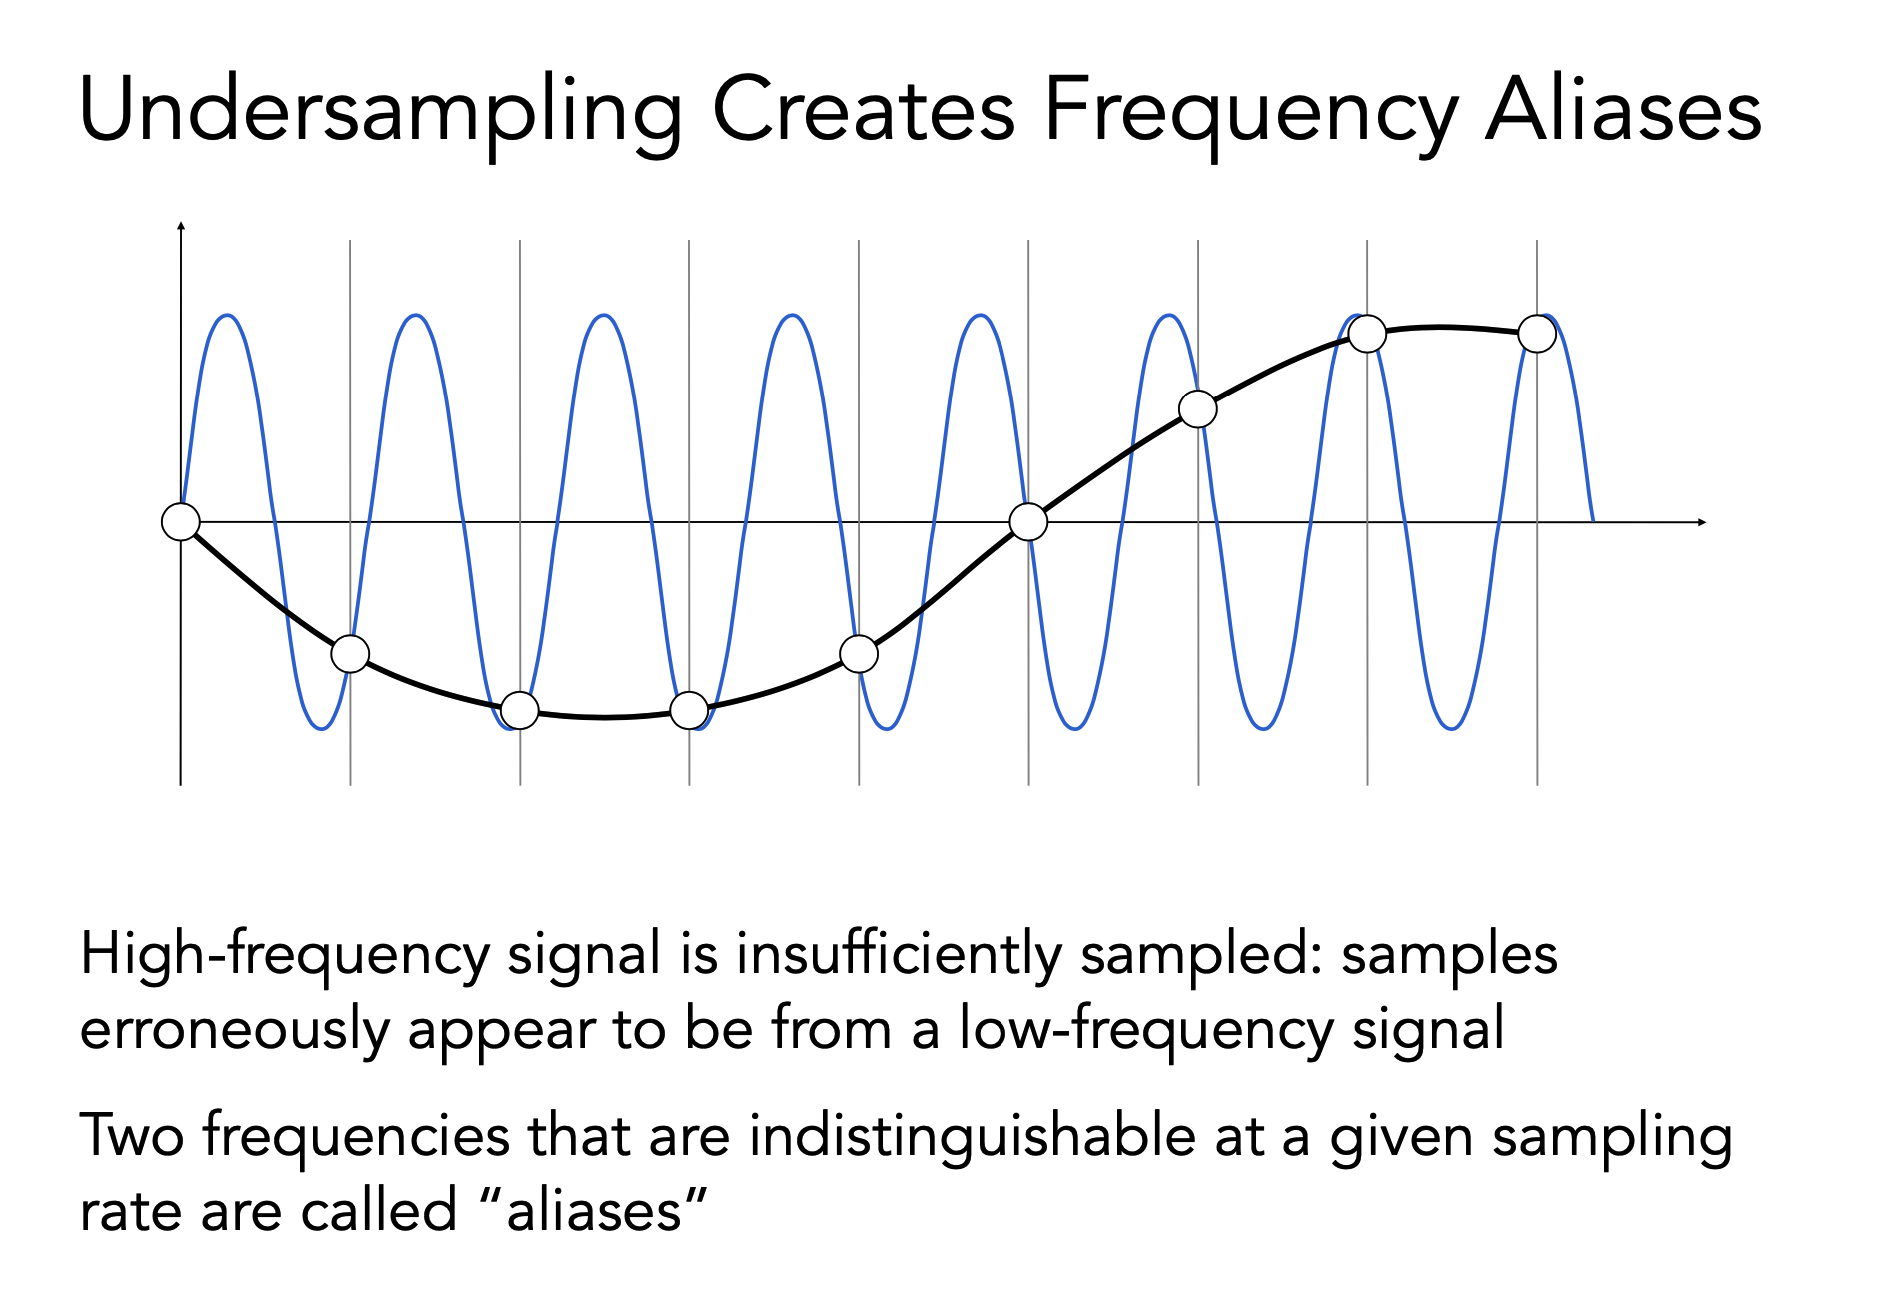 Undersampling Creates Frequency Aliases
High-frequency signal is insufficiently sampled: samples
erroneously appear to be from a low-frequency signal
Two frequencies that are indistinguishable at a given sampling
rate are called “aliases”